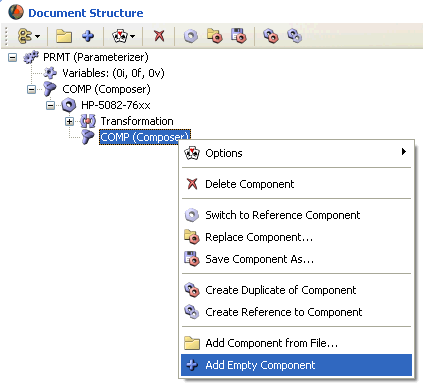 Document Structure
PRMT (Parameterizer)
Variables: (0i, 0f, 0v)
COMP (Composer)
HP-5082-76xx
Transformation
COMP (Composer)
Options
Delete Component
Switch to Reference Component
Replace Component...
Save Component As...
Create Duplicate of Component
Create Reference to Component
Add Component from File...
Add Empty Component